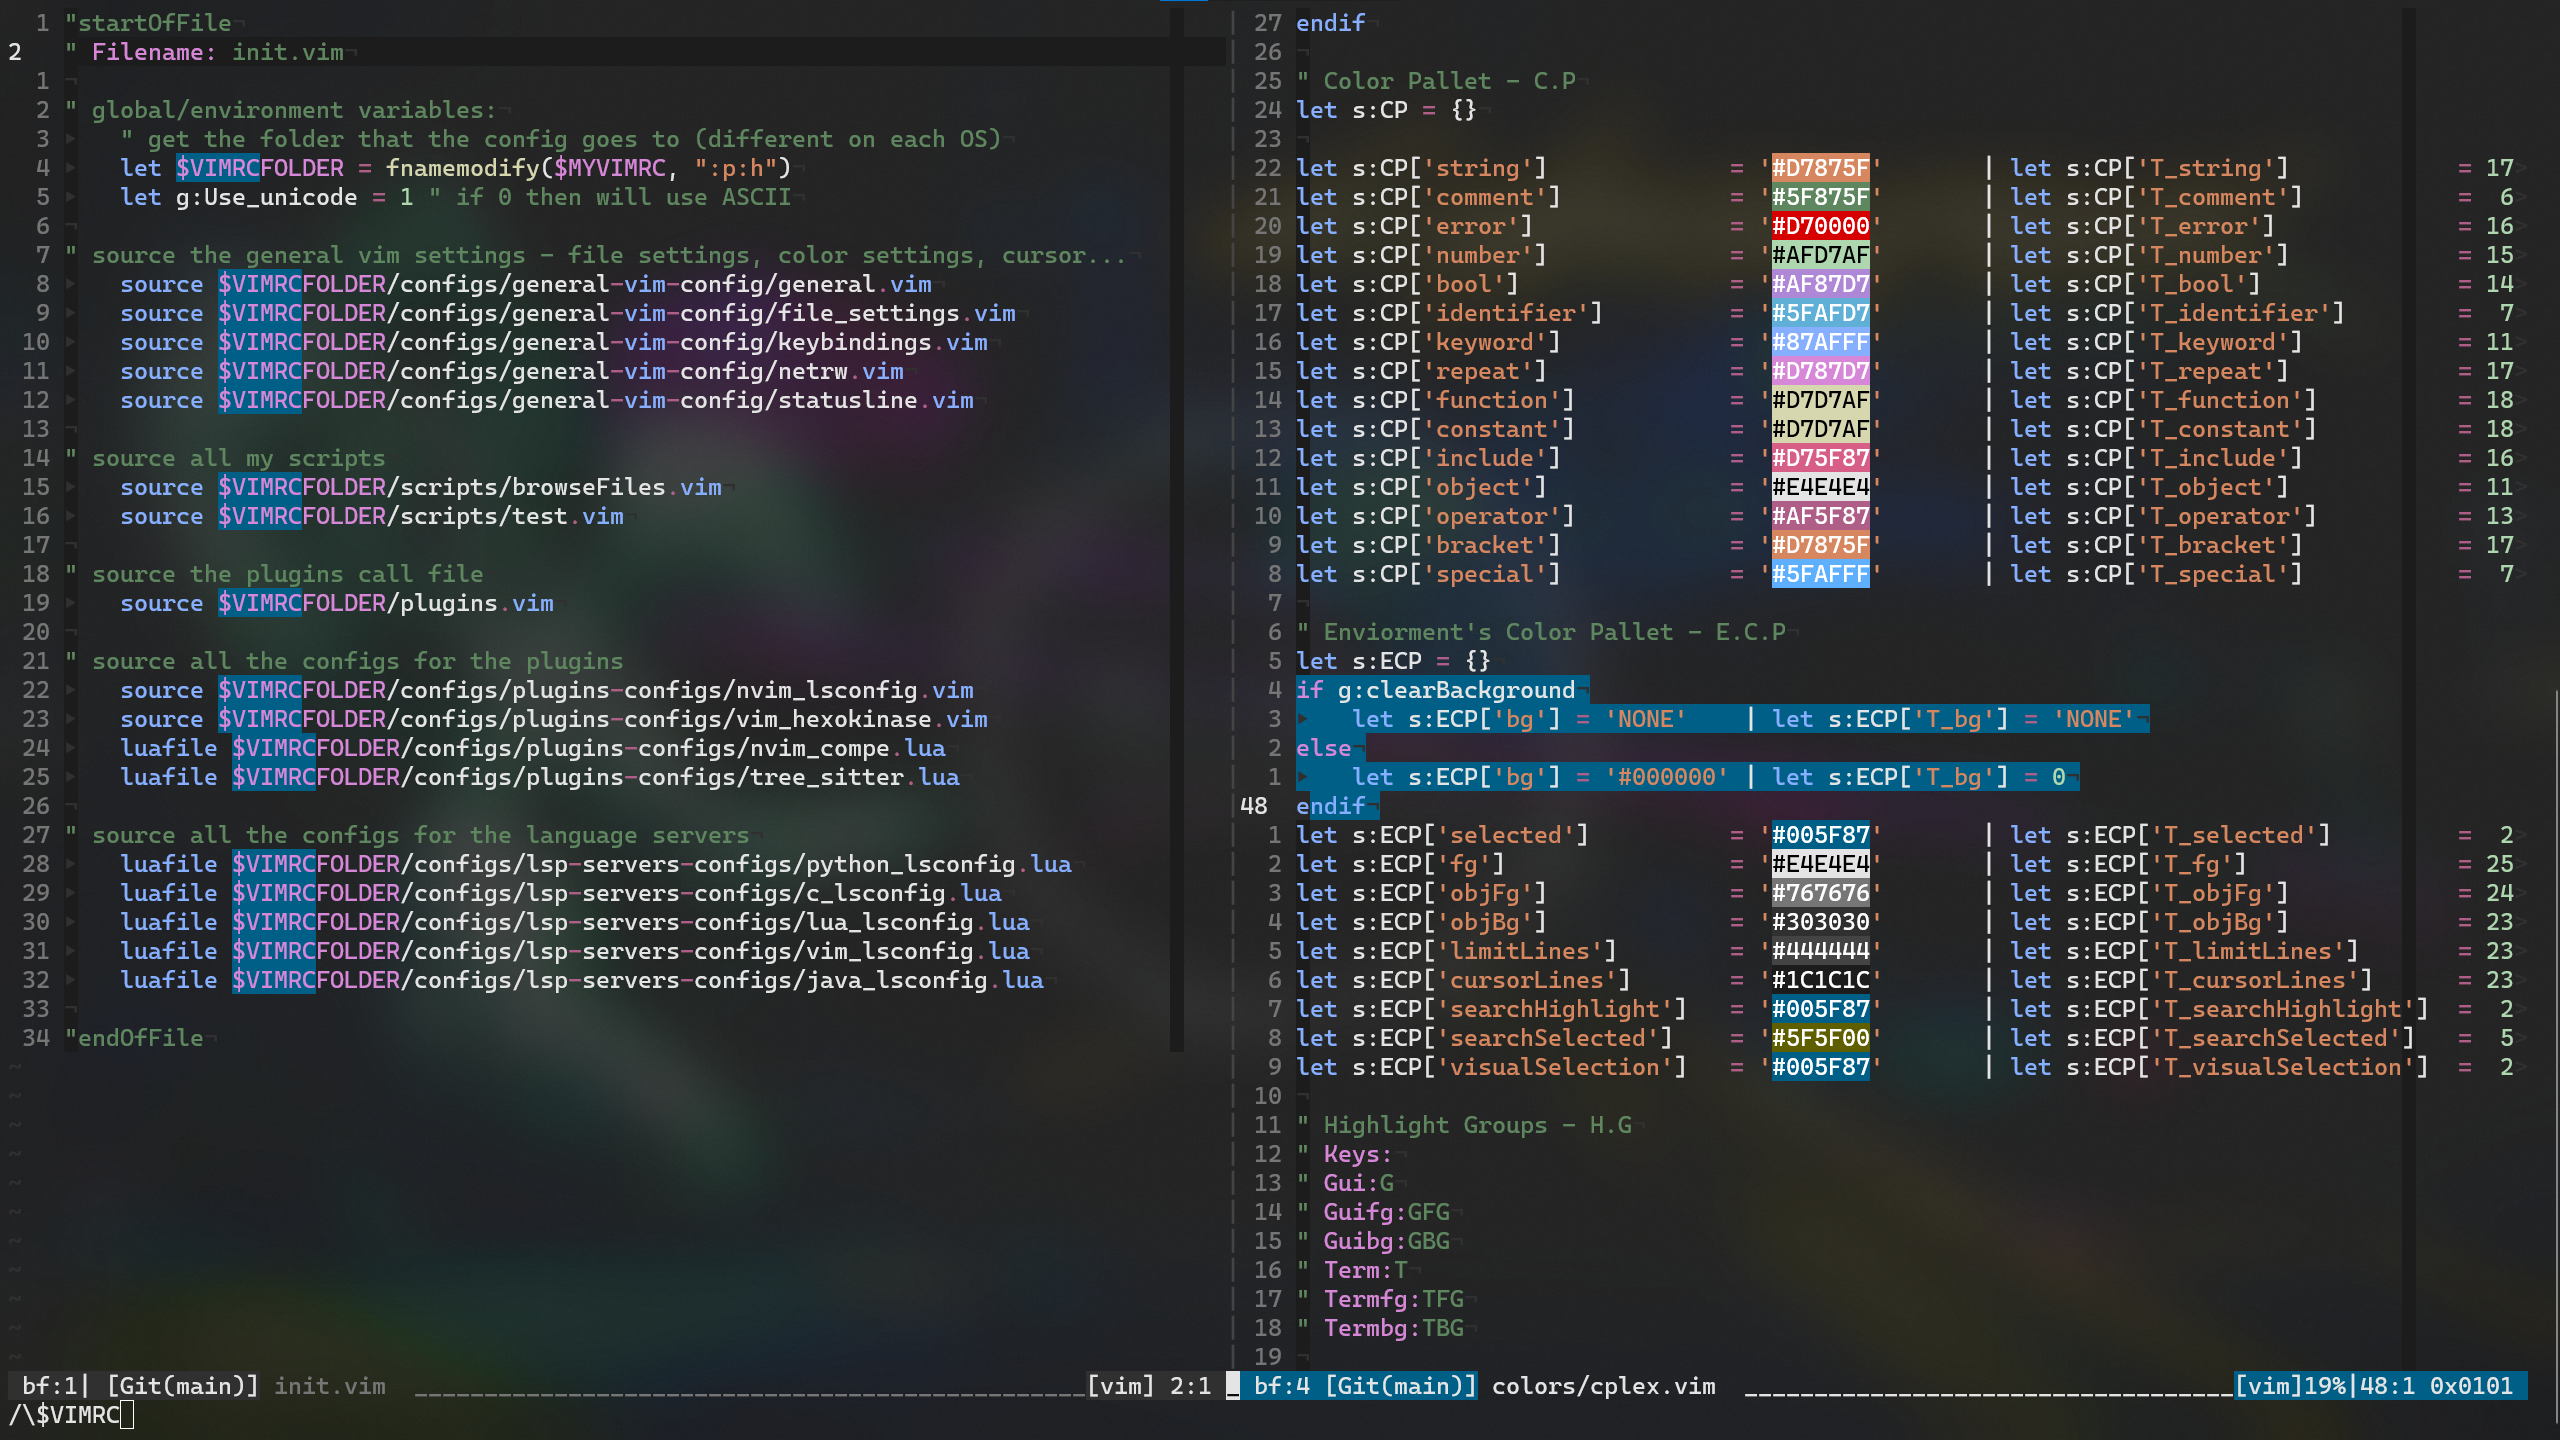 1 "startOfFile
2 " Filename: init.vim
1
2 " global/environment variables:
3 " get the folder that the config goes to (different on each OS)
4 let $VIMRCFOLDER = fnamemodify($MYVIMRC, ":p:h")
5 let g:Use_unicode = 1 " if 0 then will use ASCII
6
7 " source the general vim settings - file settings, color settings, cursor...
8 source $VIMRCFOLDER/configs/general-vim-config/general.vim
9 source $VIMRCFOLDER/configs/general-vim-config/file_settings.vim
10 source $VIMRCFOLDER/configs/general-vim-config/keybindings.vim
11 source $VIMRCFOLDER/configs/general-vim-config/netrw.vim
12 source $VIMRCFOLDER/configs/general-vim-config/statusline.vim
13
14 " source all my scripts
15 source $VIMRCFOLDER/scripts/browseFiles.vim
16 source $VIMRCFOLDER/scripts/test.vim
17
18 " source the plugins call file
19 source $VIMRCFOLDER/plugins.vim
20
21 " source all the configs for the plugins
22 source $VIMRCFOLDER/configs/plugins-configs/nvim_lsconfig.vim
23 source $VIMRCFOLDER/configs/plugins-configs/vim_hexokinase.vim
24 luafile $VIMRCFOLDER/configs/plugins-configs/nvim_compe.lua
25 luafile $VIMRCFOLDER/configs/plugins-configs/tree_sitter.lua
26
27 " source all the configs for the language servers
28 luafile $VIMRCFOLDER/configs/lsp-servers-configs/python_lsconfig.lua
29 luafile $VIMRCFOLDER/configs/lsp-servers-configs/c_lsconfig.lua
30 luafile $VIMRCFOLDER/configs/lsp-servers-configs/lua_lsconfig.lua
31 luafile $VIMRCFOLDER/configs/lsp-servers-configs/vim_lsconfig.lua
32 luafile $VIMRCFOLDER/configs/lsp-servers-configs/java_lsconfig.lua
33
34 "endOfFile
bf:1| [Git(main)] init.vim [vim] 2:1
27 endif
26
25 " Color Pallet - C.P
24 let s:CP = {}
23
22 let s:CP['string'] = '#D7875F' | let s:CP['T_string'] = 17
21 let s:CP['comment'] = '#5F875F' | let s:CP['T_comment'] = 6
20 let s:CP['error'] = '#D70000' | let s:CP['T_error'] = 16
19 let s:CP['number'] = '#AFD7AF' | let s:CP['T_number'] = 15
18 let s:CP['bool'] = '#AF87D7' | let s:CP['T_bool'] = 14
17 let s:CP['identifier'] = '#5FAFD7' | let s:CP['T_identifier'] = 7
16 let s:CP['keyword'] = '#87AFFF' | let s:CP['T_keyword'] = 11
15 let s:CP['repeat'] = '#D787D7' | let s:CP['T_repeat'] = 17
14 let s:CP['function'] = '#D7D7AF' | let s:CP['T_function'] = 18
13 let s:CP['constant'] = '#D7D7AF' | let s:CP['T_constant'] = 18
12 let s:CP['include'] = '#D75F87' | let s:CP['T_include'] = 16
11 let s:CP['object'] = '#E4E4E4' | let s:CP['T_object'] = 11
10 let s:CP['operator'] = '#AF5F87' | let s:CP['T_operator'] = 13
9 let s:CP['bracket'] = '#D7875F' | let s:CP['T_bracket'] = 17
8 let s:CP['special'] = '#5FAFFF' | let s:CP['T_special'] = 7
7
6 " Enviorment's Color Pallet - E.C.P
5 let s:ECP = {}
4 if g:clearBackground
3 let s:ECP['bg'] = 'NONE' | let s:ECP['T_bg'] = 'NONE'
2 else
1 let s:ECP['bg'] = '#000000' | let s:ECP['T_bg'] = 0
48 endif
1 let s:ECP['selected'] = '#005F87' | let s:ECP['T_selected'] = 2
2 let s:ECP['fg'] = '#E4E4E4' | let s:ECP['T_fg'] = 25
3 let s:ECP['objFg'] = '#767676' | let s:ECP['T_objFg'] = 24
4 let s:ECP['objBg'] = '#303030' | let s:ECP['T_objBg'] = 23
5 let s:ECP['limitLines'] = '#444444' | let s:ECP['T_limitLines'] = 23
6 let s:ECP['cursorLines'] = '#1C1C1C' | let s:ECP['T_cursorLines'] = 23
7 let s:ECP['searchHighlight'] = '#005F87' | let s:ECP['T_searchHighlight'] = 2
8 let s:ECP['searchSelected'] = '#5F5F00' | let s:ECP['T_searchSelected'] = 5
9 let s:ECP['visualSelection'] = '#005F87' | let s:ECP['T_visualSelection'] = 2
10
11 " Highlight Groups - H.G
12 " Keys:
13 " Gui:G
14 " Guifg:GFG
15 " Guibg:GBG
16 " Term:T
17 " Termfg:TFG
18 " Termbg:TBG
19
bf:4 [Git(main)] colors/cplex.vim [vim]19%|48:1 0x0101
/\$VIMRC